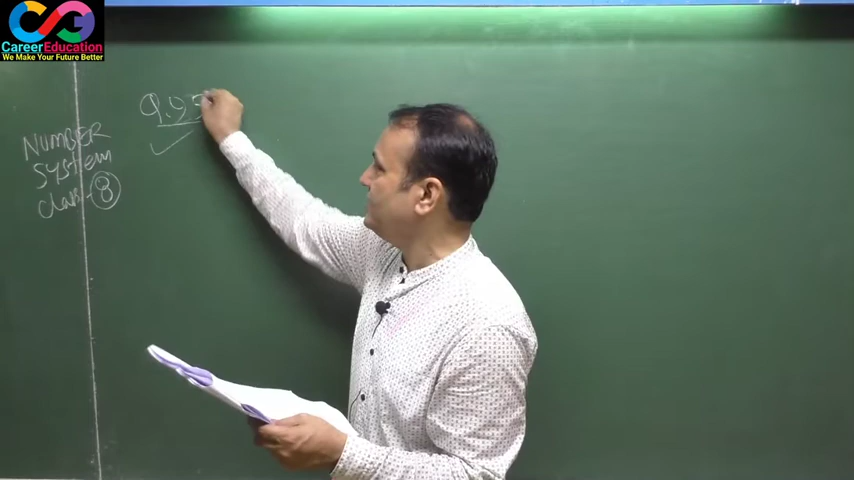 CareerEducation
We Make Your Future Better
NUMBER
SYSTEM
class-8